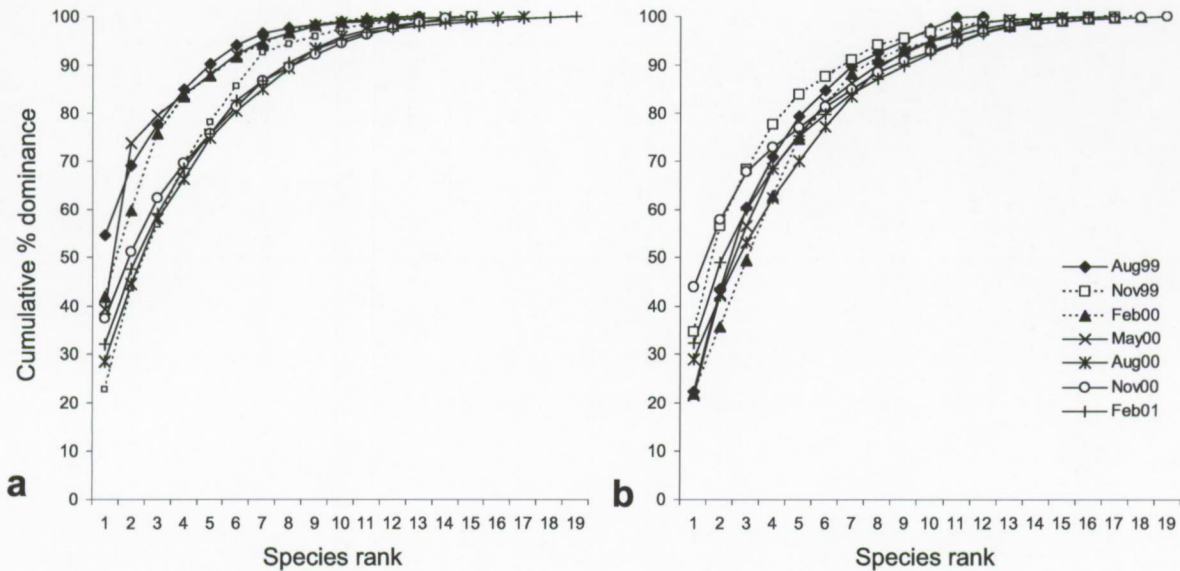 Cumulative % dominance
100
90
80
70
60
50
40
30
20
10
0
1 2 3 4 5 6 7 8 9 10 11 12 13 14 15 16 17 18 19
Species rank
a
100
90
80
70
60
50
40
30
20
10
0
1 2 3 4 5 6 7 8 9 10 11 12 13 14 15 16 17 18 19
Species rank
b
Aug99
Nov99
Feb00
May00
Aug00
Nov00
Feb01